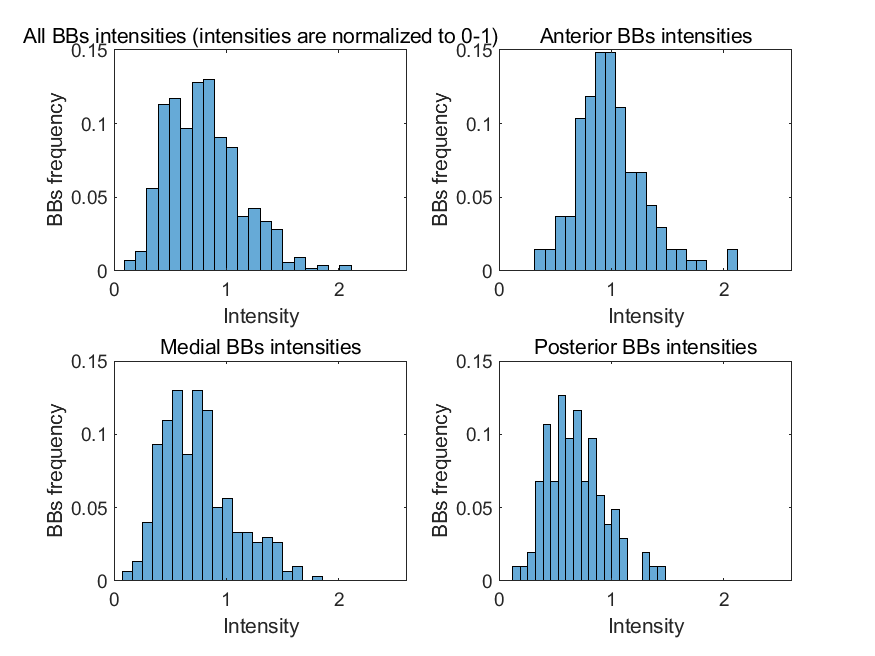 All BBs intensities (intensities are normalized to 0-1)
0.15
0.1
0.05
0
BBs frequency
0 1 2
Intensity
Anterior BBs intensities
0.15
0.1
0.05
0
BBs frequency
0 1 2
Intensity
Medial BBs intensities
0.15
0.1
0.05
0
BBs frequency
0 1 2
Intensity
Posterior BBs intensities
0.15
0.1
0.05
0
BBs frequency
0 1 2
Intensity